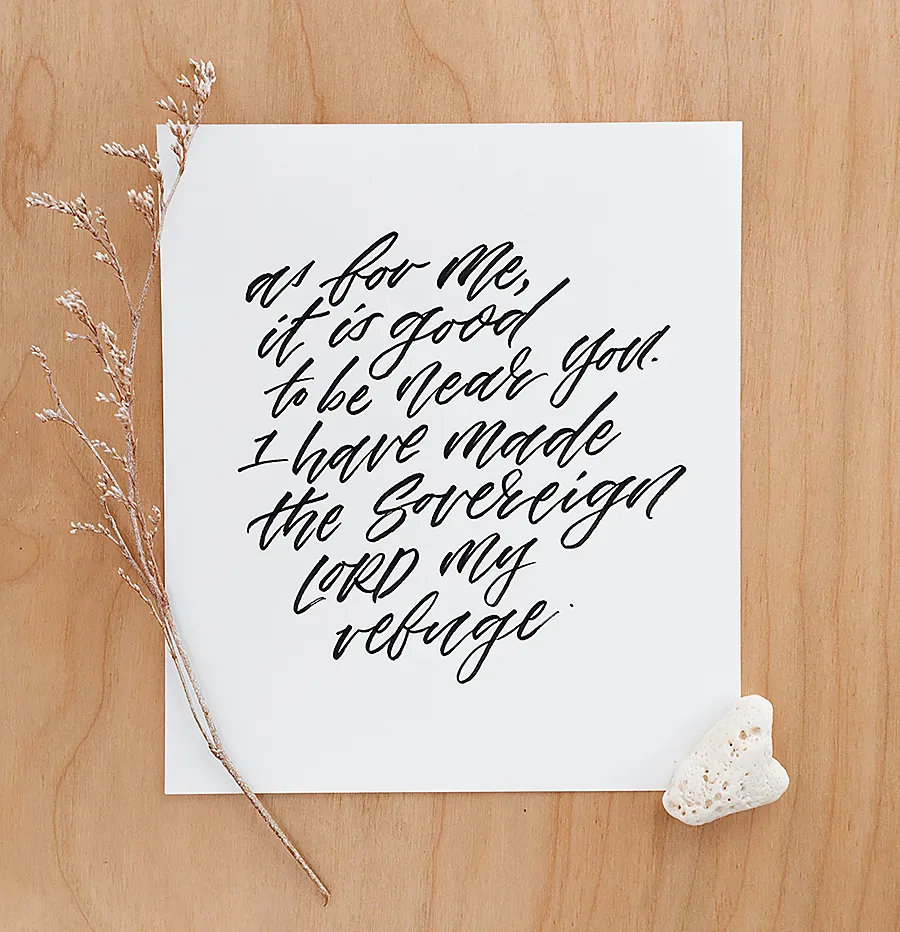 as for me,
it is good
to be near you.
I have made
the Sovereign
LORD my
refuge.